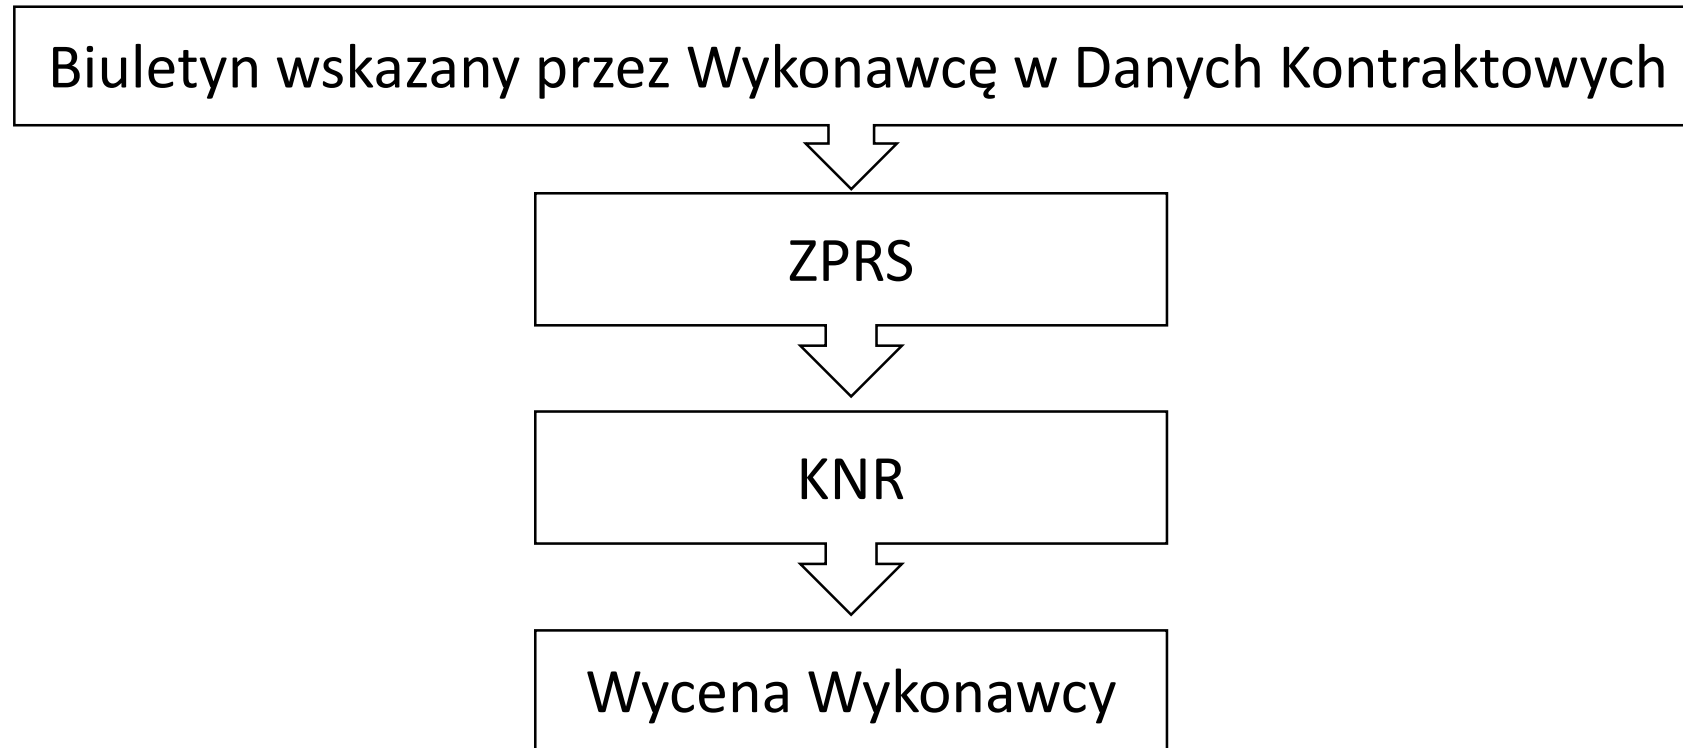 Biuletyn wskazany przez Wykonawcę w Danych Kontraktowych
ZPRS
KNR
Wycena Wykonawcy